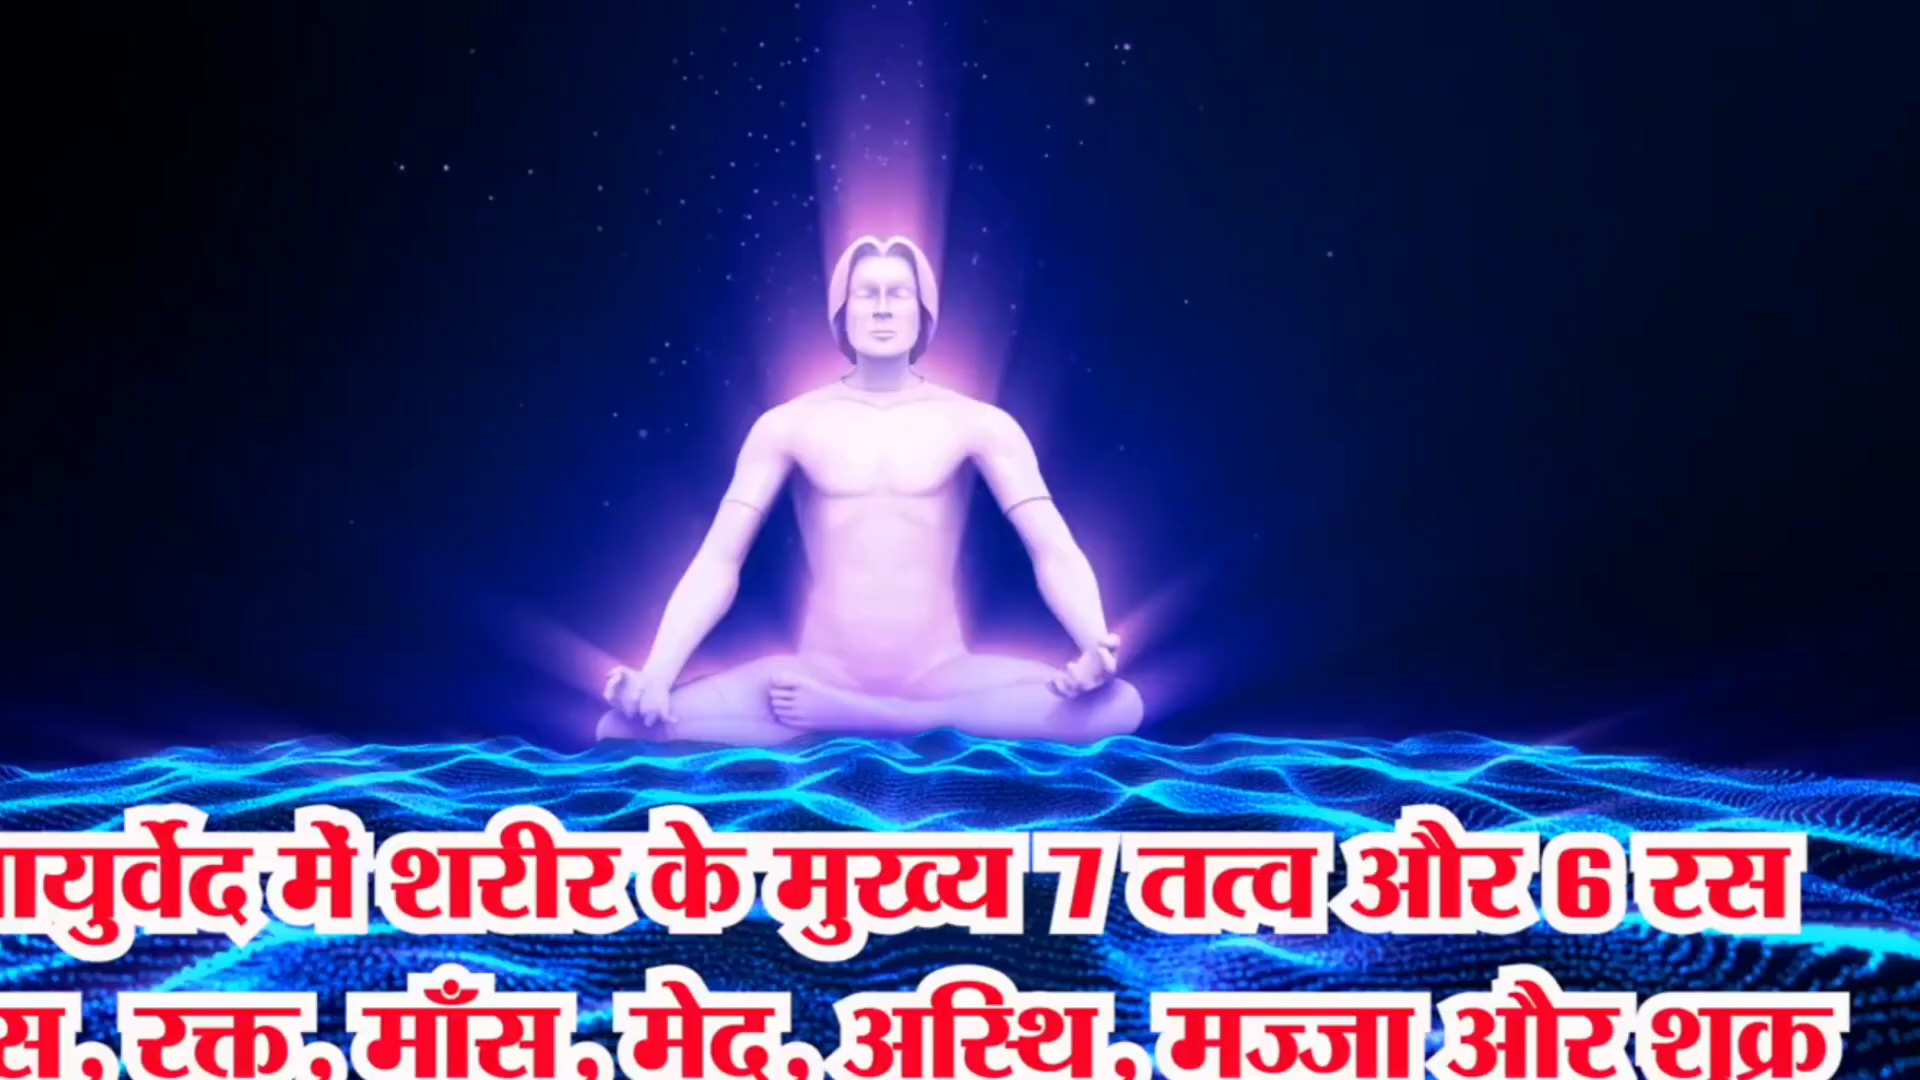 ायुर्वेद में शरीर के मुख्य 7 तत्व और 6 रस
स, रक्त, माँस, मेद, अस्थि, मज्जा और शुक्र